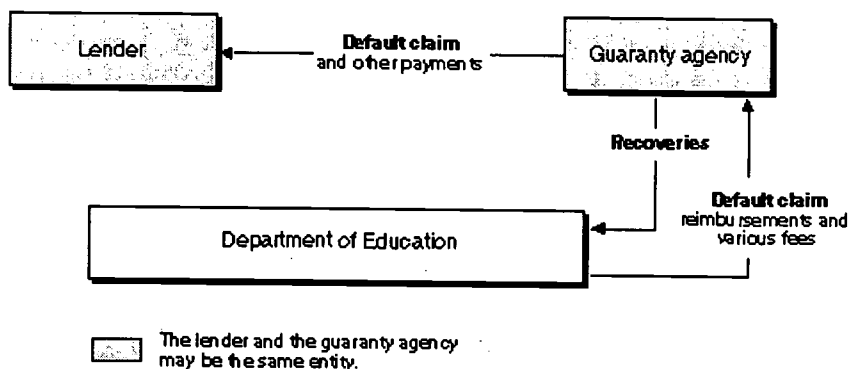 Lender
Default claim
and other payments
Guaranty agency
Recoveries
Default claim
reimbursements and
various fees
Department of Education
The lender and the guaranty agency
may be the same entity.